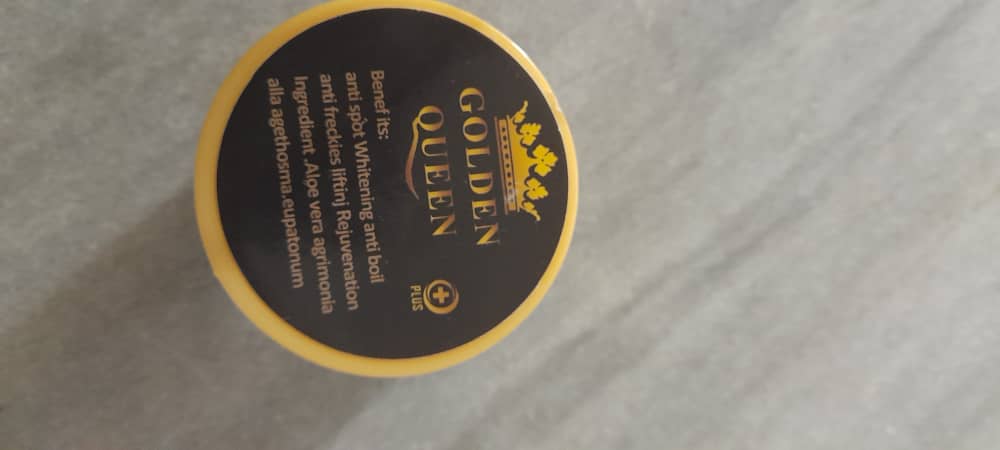 GOLDEN
QUEEN
PLUS
Benef its:
anti spot Whitening anti boil
anti freckies liftinj Rejuvenation
Ingredient .Aloe vera agrimonia
alla agethosma.eupatonum